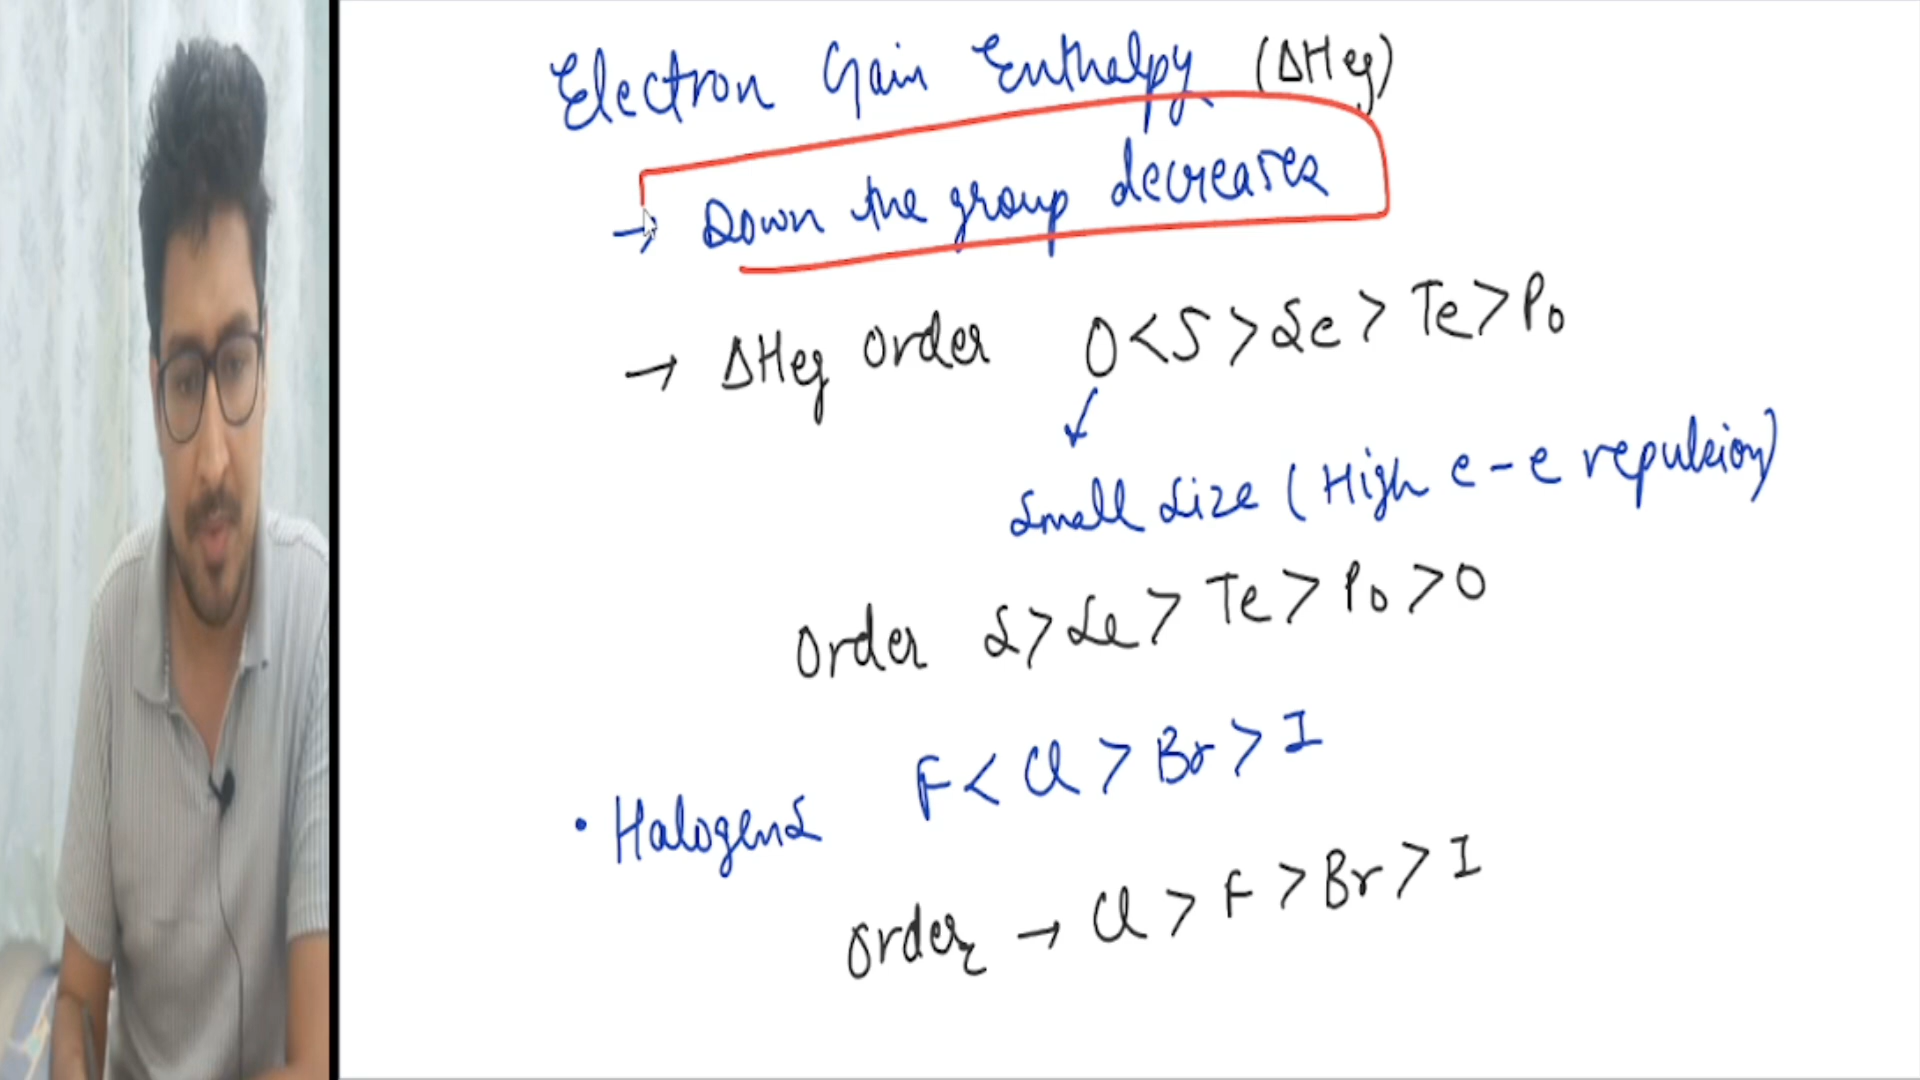 Electron Gain Enthalpy (ΔHeg)
→ Down the group decreases
→ ΔHeg order O < S > Se > Te > Po
Small size (High e-e repulsion)
Order S > Se > Te > Po > O
• Halogens F < Cl > Br > I
Order → Cl > F > Br > I